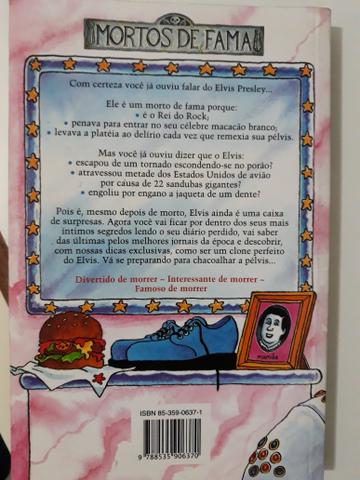 MORTOS DE FAMA
Com certeza você já ouviu falar do Elvis Presley...
Ele é um morto de fama porque:
• é o Rei do Rock;
• penava para entrar no seu célebre macacão branco;
• levava a platéia ao delírio cada vez que remexia sua pélvis.
Mas você já ouviu dizer que o Elvis:
• escapou de um tornado escondendo-se no porão?
• atravessou metade dos Estados Unidos de avião
por causa de 22 sandubas gigantes?
• engoliu por engano a jaqueta de um dente?
Pois é, mesmo depois de morto, Elvis ainda é uma caixa
de surpresas. Agora você vai ficar por dentro dos seus mais
íntimos segredos lendo o seu diário perdido, vai saber
das últimas pelos melhores jornais da época e descobrir,
com nossas dicas exclusivas, como ser um clone perfeito
do Elvis. Vá se preparando para chacoalhar a pélvis...
Divertido de morrer – Interessante de morrer –
Famoso de morrer
mamãe
ISBN 85-359-0637-1
9 788535 906370